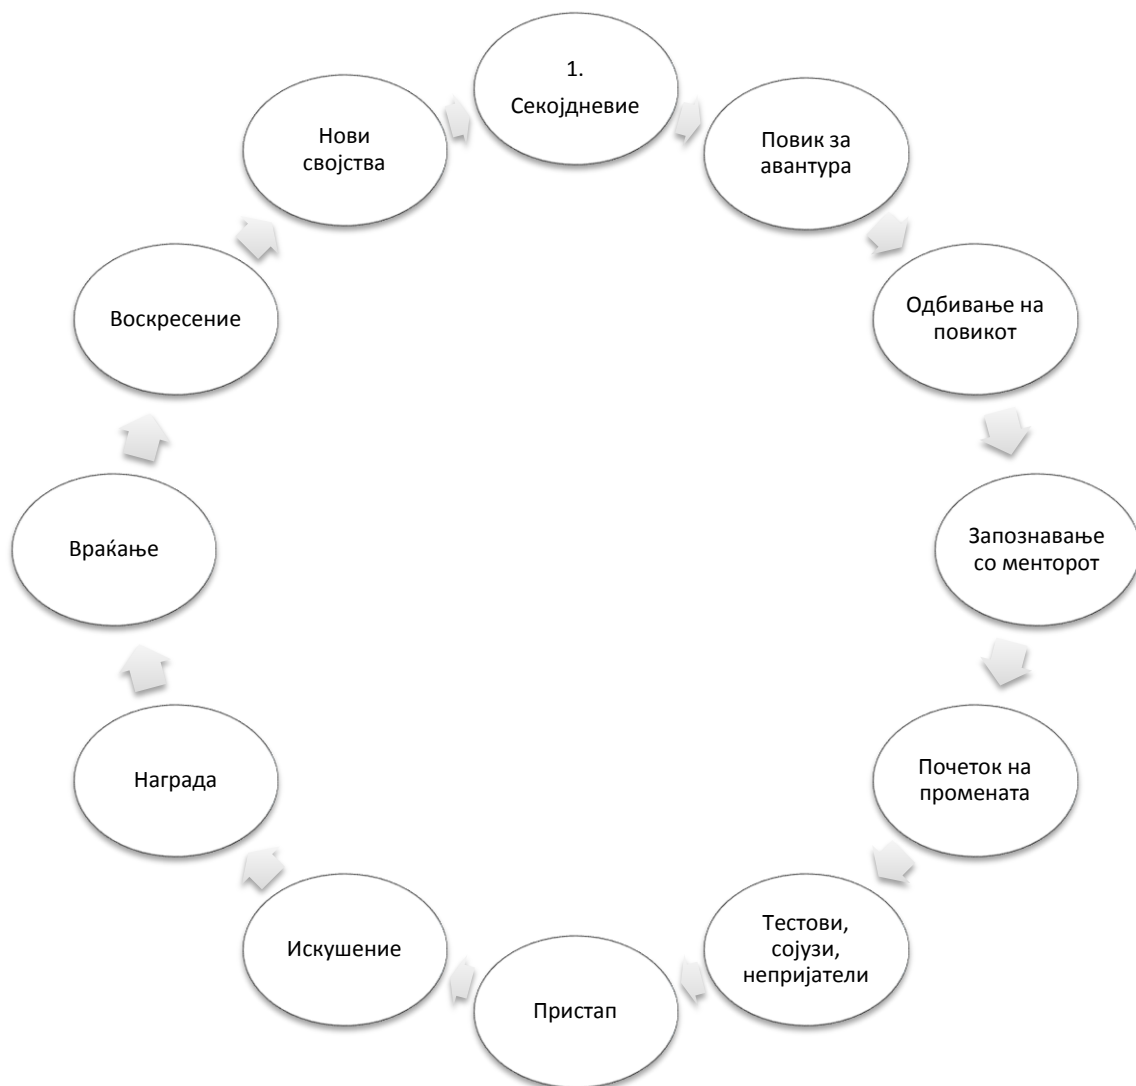 1.
Секојдневие
Повик за
авантура
Одбивање на
повикот
Запознавање
со менторот
Почеток на
промената
Тестови,
сојузи,
непријатели
Пристап
Искушение
Награда
Враќање
Воскресение
Нови
својства